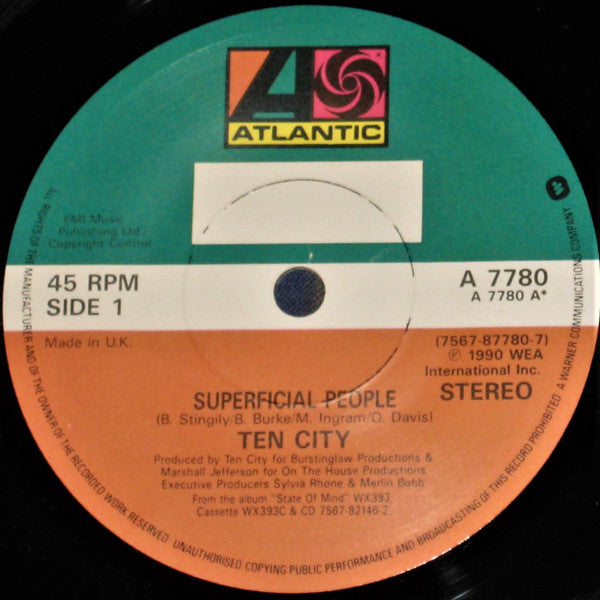 ATLANTIC
EMI Music
Publishing Ltd./
Copyright Control
45 RPM
SIDE 1
Made in U.K.
A 7780
A 7780 A*
(7567-87780-7)
℗ 1990 WEA
International Inc.
STEREO
SUPERFICIAL PEOPLE
(B. Stingily/B. Burke/M. Ingram/O. Davis)
TEN CITY
Produced by Ten City for Burstinglaw Productions &
Marshall Jefferson for On The House Productions.
Executive Producers Sylvia Rhone & Merlin Bobb
From the album "State Of Mind" WX393
Cassette WX393C & CD 7567-82146-2
ALL RIGHTS OF THE MANUFACTURER AND OF THE OWNER OF THE RECORDED WORK RESERVED. UNAUTHORISED COPYING PUBLIC PERFORMANCE AND BROADCASTING OF THIS RECORD PROHIBITED. A WARNER COMMUNICATIONS COMPANY